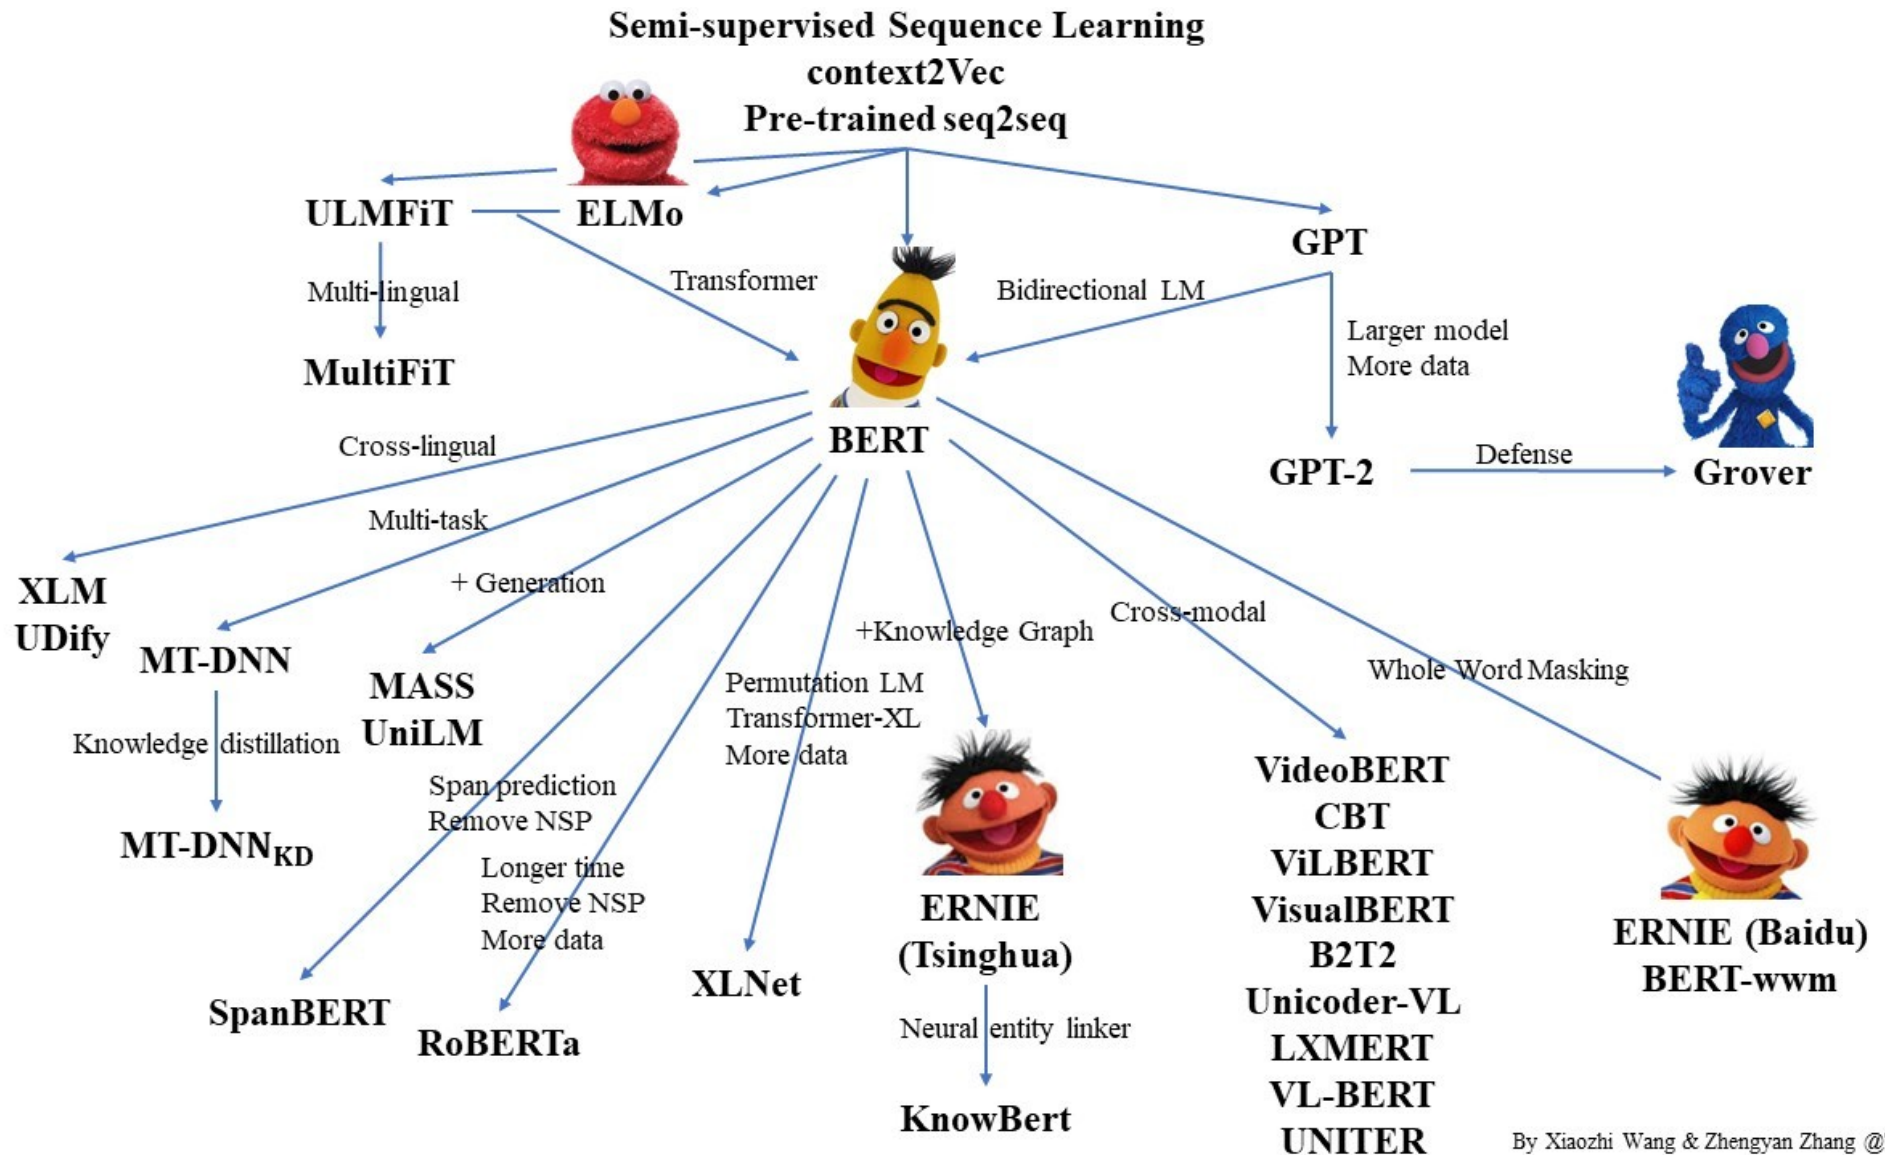 Semi-supervised Sequence Learning
context2Vec
Pre-trained seq2seq
ULMFiT
ELMo
GPT
Multi-lingual
Transformer
Bidirectional LM
Larger model
More data
MultiFiT
BERT
Cross-lingual
GPT-2
Defense
Grover
Multi-task
XLM
UDify
+ Generation
Cross-modal
+Knowledge Graph
MT-DNN
MASS
UniLM
Permutation LM
Transformer-XL
More data
Whole Word Masking
Knowledge distillation
Span prediction
Remove NSP
MT-DNNKD
Longer time
Remove NSP
More data
VideoBERT
CBT
ViLBERT
VisualBERT
B2T2
Unicoder-VL
LXMERT
VL-BERT
UNITER
ERNIE
(Tsinghua)
ERNIE (Baidu)
BERT-wwm
XLNet
SpanBERT
RoBERTa
Neural entity linker
KnowBert
By Xiaozhi Wang & Zhengyan Zhang @